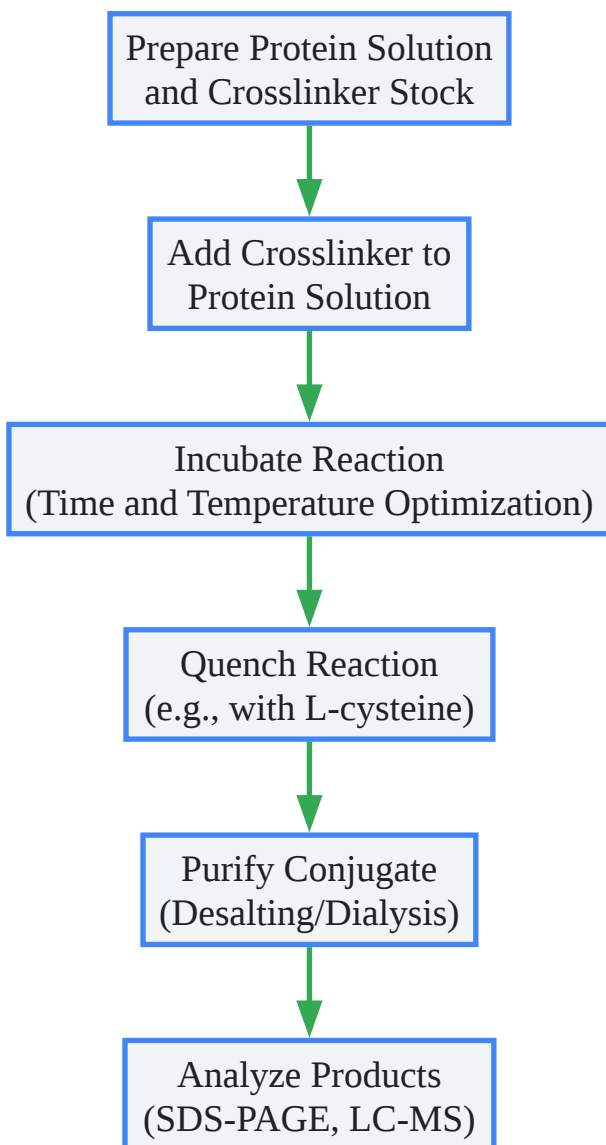 Prepare Protein Solution
and Crosslinker Stock
Add Crosslinker to
Protein Solution
Incubate Reaction
(Time and Temperature Optimization)
Quench Reaction
(e.g., with L-cysteine)
Purify Conjugate
(Desalting/Dialysis)
Analyze Products
(SDS-PAGE, LC-MS)